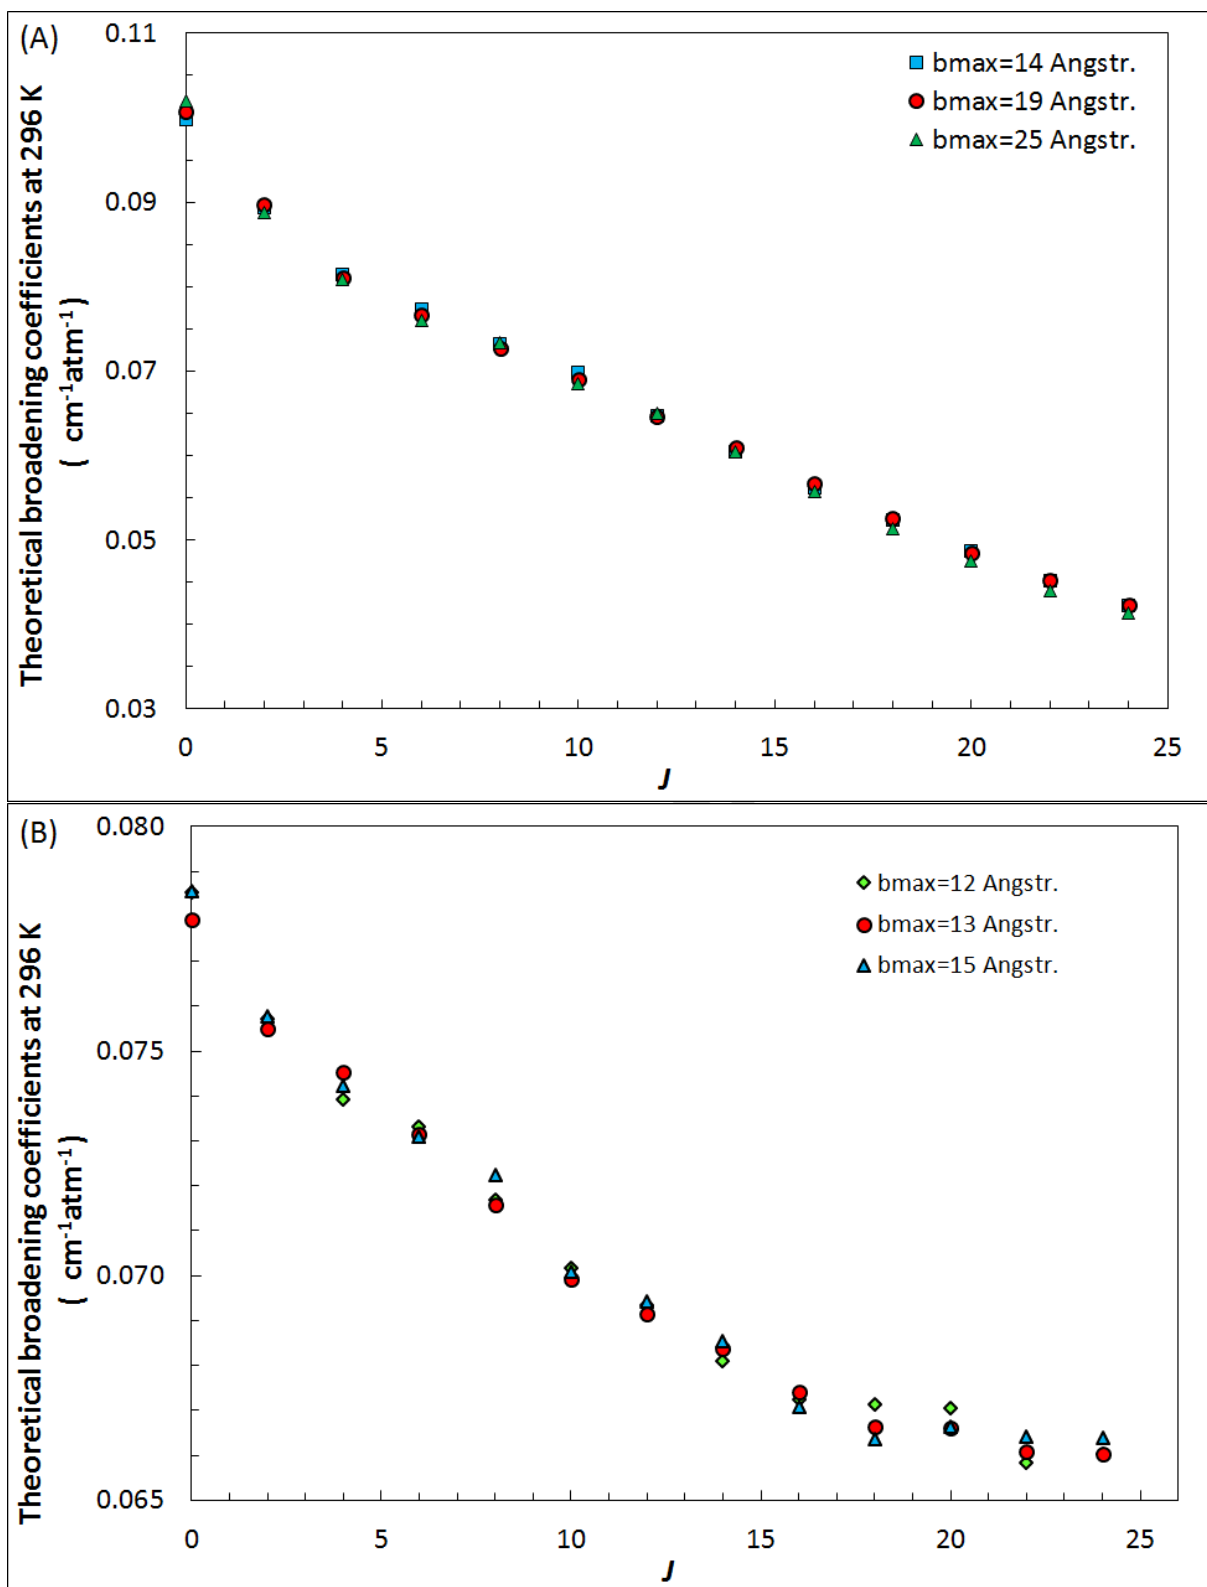 (A)
0.11
bmax=14 Angstr.
bmax=19 Angstr.
bmax=25 Angstr.
0.09
0.07
0.05
0.03
Theoretical broadening coefficients at 296 K
( cm-1atm-1)
0 5 10 15 20 25
J
(B)
0.080
bmax=12 Angstr.
bmax=13 Angstr.
bmax=15 Angstr.
0.075
0.070
0.065
Theoretical broadening coefficients at 296 K
( cm-1atm-1)
0 5 10 15 20 25
J